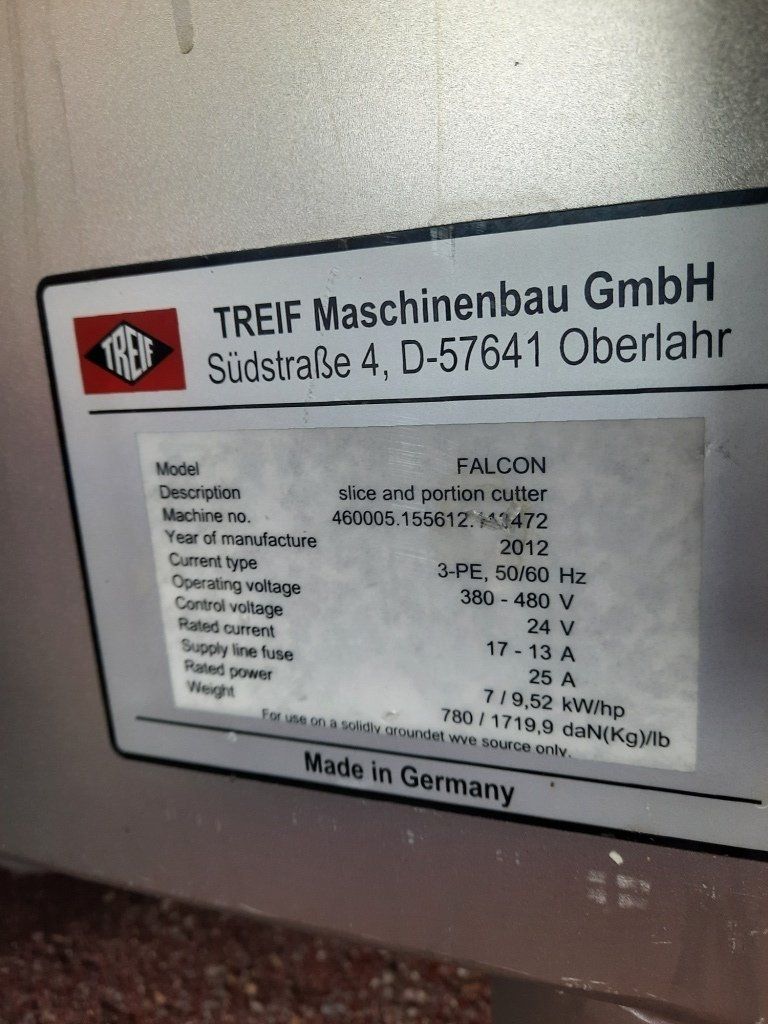 TREIF
TREIF Maschinenbau GmbH
Südstraße 4, D-57641 Oberlahr
Model FALCON
Description slice and portion cutter
Machine no.
Year of manufacture 2012
Current type 3-PE, 50/60 Hz
Operating voltage 380 - 480 V
Control voltage 24 V
Rated current 17 - 13 A
Supply line fuse 25 A
Rated power 7 / 9,52 kW/hp
Weight 780 / 1719,9 daN(Kg)/lb
For use on a solidly groundet wye source only.
Made in Germany